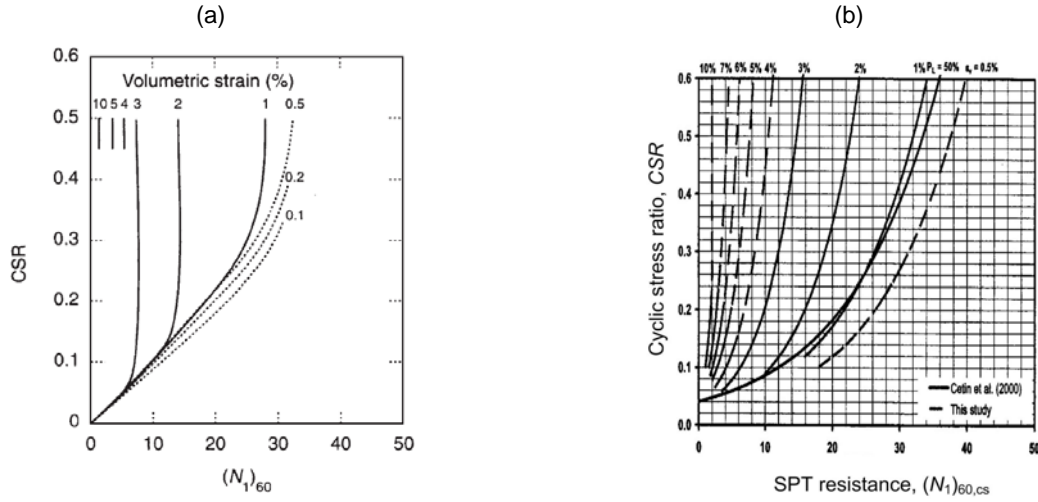 (a)
(b)
0.6
0.5
0.4
0.3
0.2
0.1
0
Volumetric strain (%)
10 5 4 3 2 1 0.5
0.2
0.1
CSR
0 10 20 30 40 50
(N₁)₆₀
10% 7% 6% 5% 4% 3% 2% 1% P_L = 50% ε_v = 0.5%
0.6
0.5
0.4
0.3
0.2
0.1
0.0
Cyclic stress ratio, CSR
Cetin et al. (2000)
This study
0 10 20 30 40 50
SPT resistance, (N₁)₆₀,cs